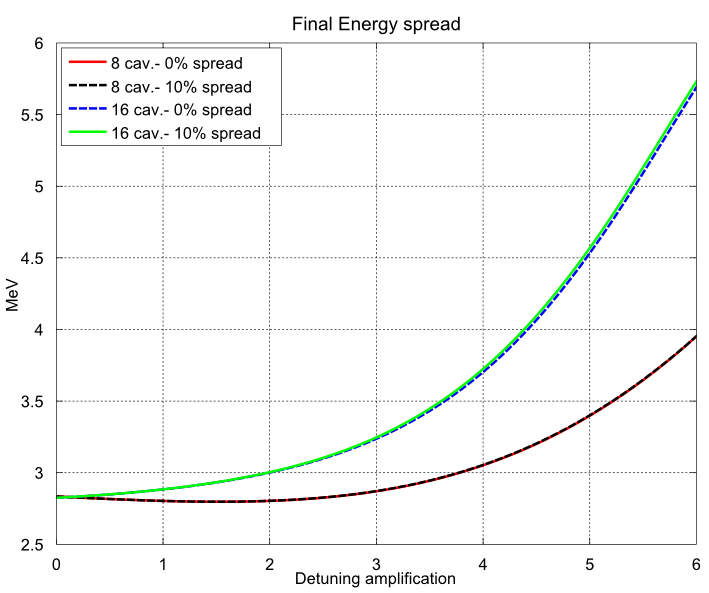 Final Energy spread
6
5.5
5
4.5
4
3.5
3
2.5
MeV
8 cav.- 0% spread
8 cav.- 10% spread
16 cav.- 0% spread
16 cav.- 10% spread
0 1 2 3 4 5 6
Detuning amplification